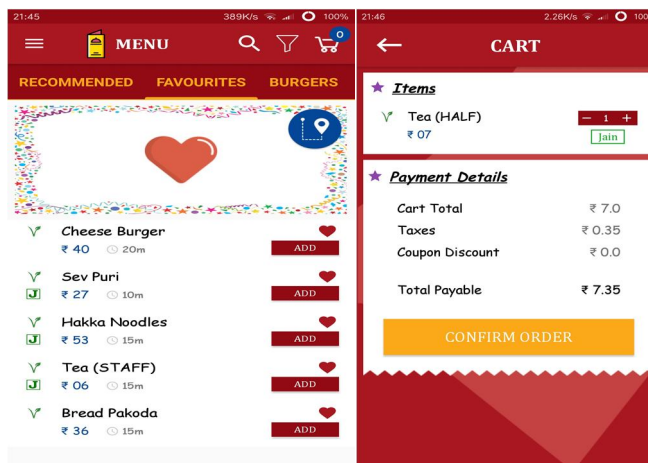 21:45 389K/s 100%
MENU 0
RECOMMENDED FAVOURITES BURGERS
Cheese Burger
₹ 40 20m ADD
Sev Puri
J ₹ 27 10m ADD
Hakka Noodles
J ₹ 53 15m ADD
Tea (STAFF)
J ₹ 06 15m ADD
Bread Pakoda
₹ 36 15m ADD
21:46 2.26K/s 100
CART
Items
Tea (HALF) − 1 +
₹ 07 Jain
Payment Details
Cart Total ₹ 7.0
Taxes ₹ 0.35
Coupon Discount ₹ 0.0
Total Payable ₹ 7.35
CONFIRM ORDER